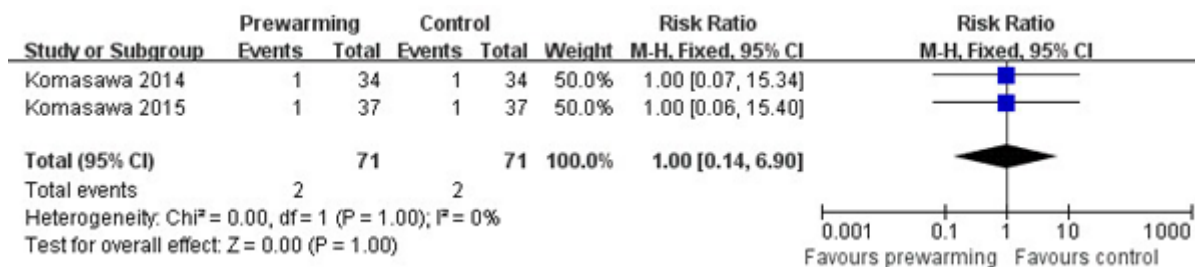 Prewarming Control Risk Ratio Risk Ratio
Study or Subgroup Events Total Events Total Weight M-H, Fixed, 95% CI M-H, Fixed, 95% CI
Komasawa 2014 1 34 1 34 50.0% 1.00 [0.07, 15.34]
Komasawa 2015 1 37 1 37 50.0% 1.00 [0.06, 15.40]
Total (95% CI) 71 71 100.0% 1.00 [0.14, 6.90]
Total events 2 2
Heterogeneity: Chi² = 0.00, df = 1 (P = 1.00); I² = 0%
Test for overall effect: Z = 0.00 (P = 1.00)
0.001 0.1 1 10 1000
Favours prewarming Favours control